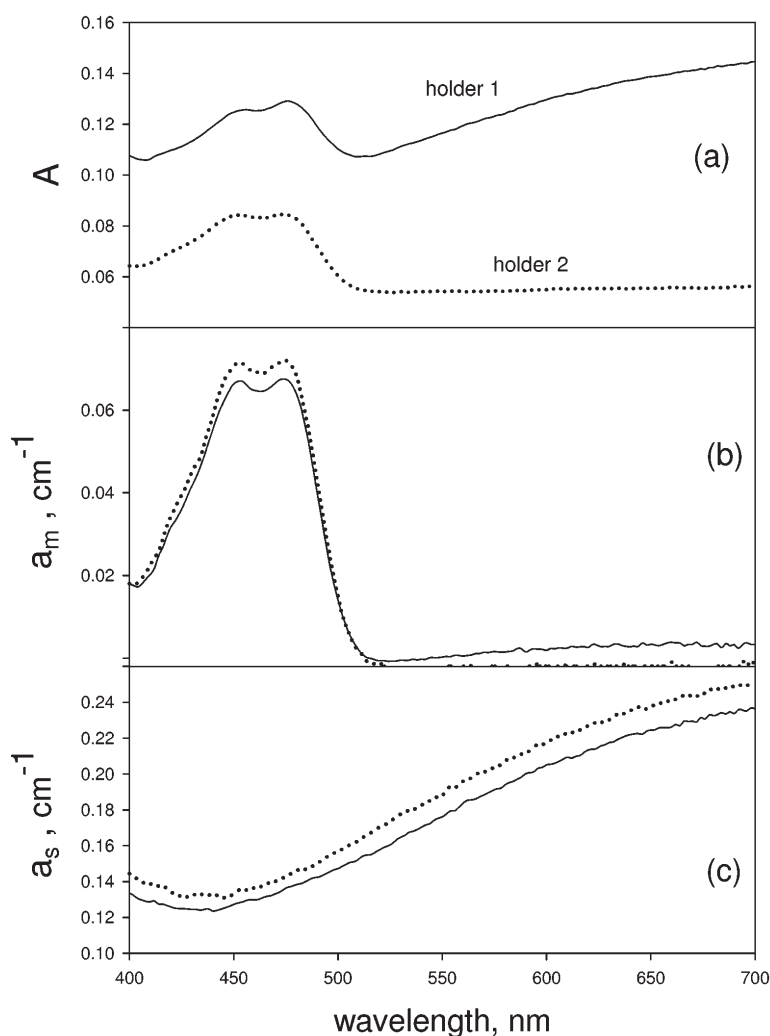 0.16
0.14
0.12
0.10
0.08
0.06
A
holder 1
holder 2
(a)
0.06
0.04
0.02
a_m , cm^-1
(b)
0.24
0.22
0.20
0.18
0.16
0.14
0.12
0.10
a_s , cm^-1
(c)
400 450 500 550 600 650 700
wavelength, nm